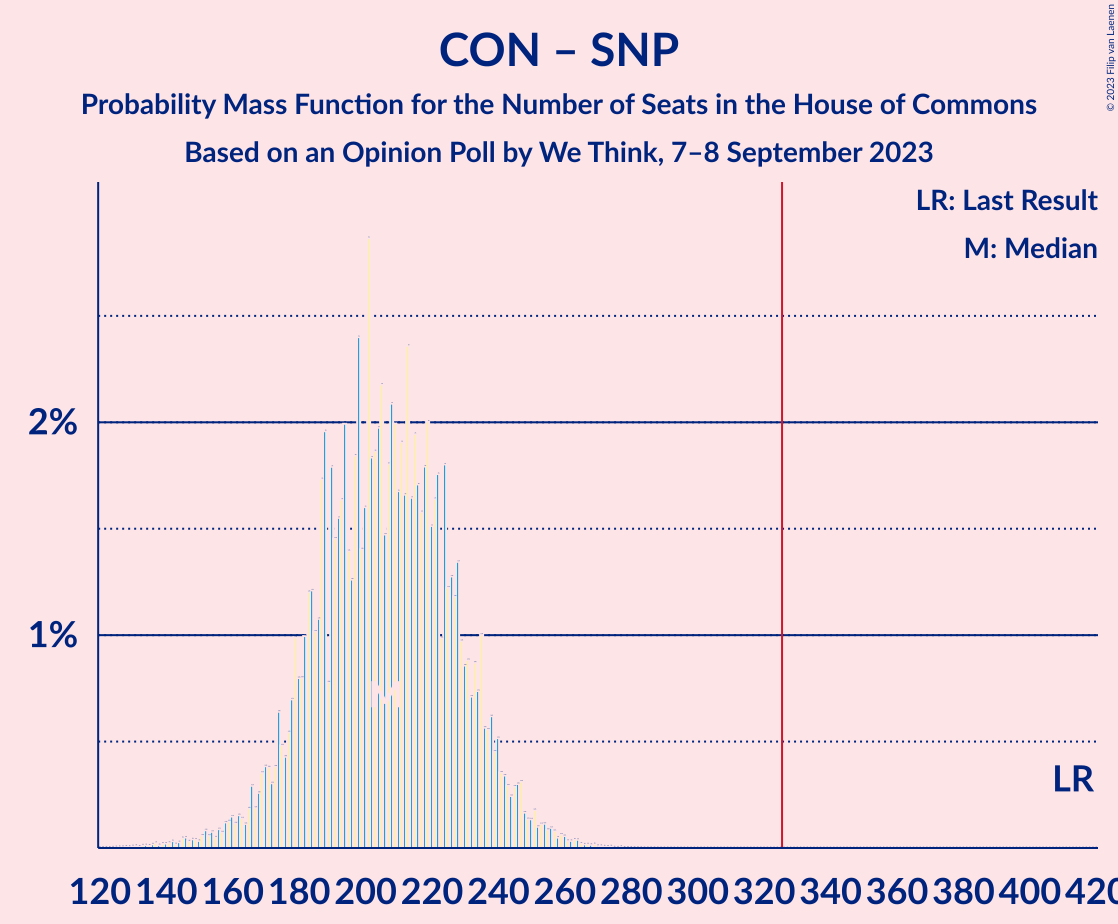 CON – SNP
Probability Mass Function for the Number of Seats in the House of Commons
Based on an Opinion Poll by We Think, 7–8 September 2023
© 2023 Filip van Laenen
LR: Last Result
M: Median
2%
1%
M
LR
120 140 160 180 200 220 240 260 280 300 320 340 360 380 400 420